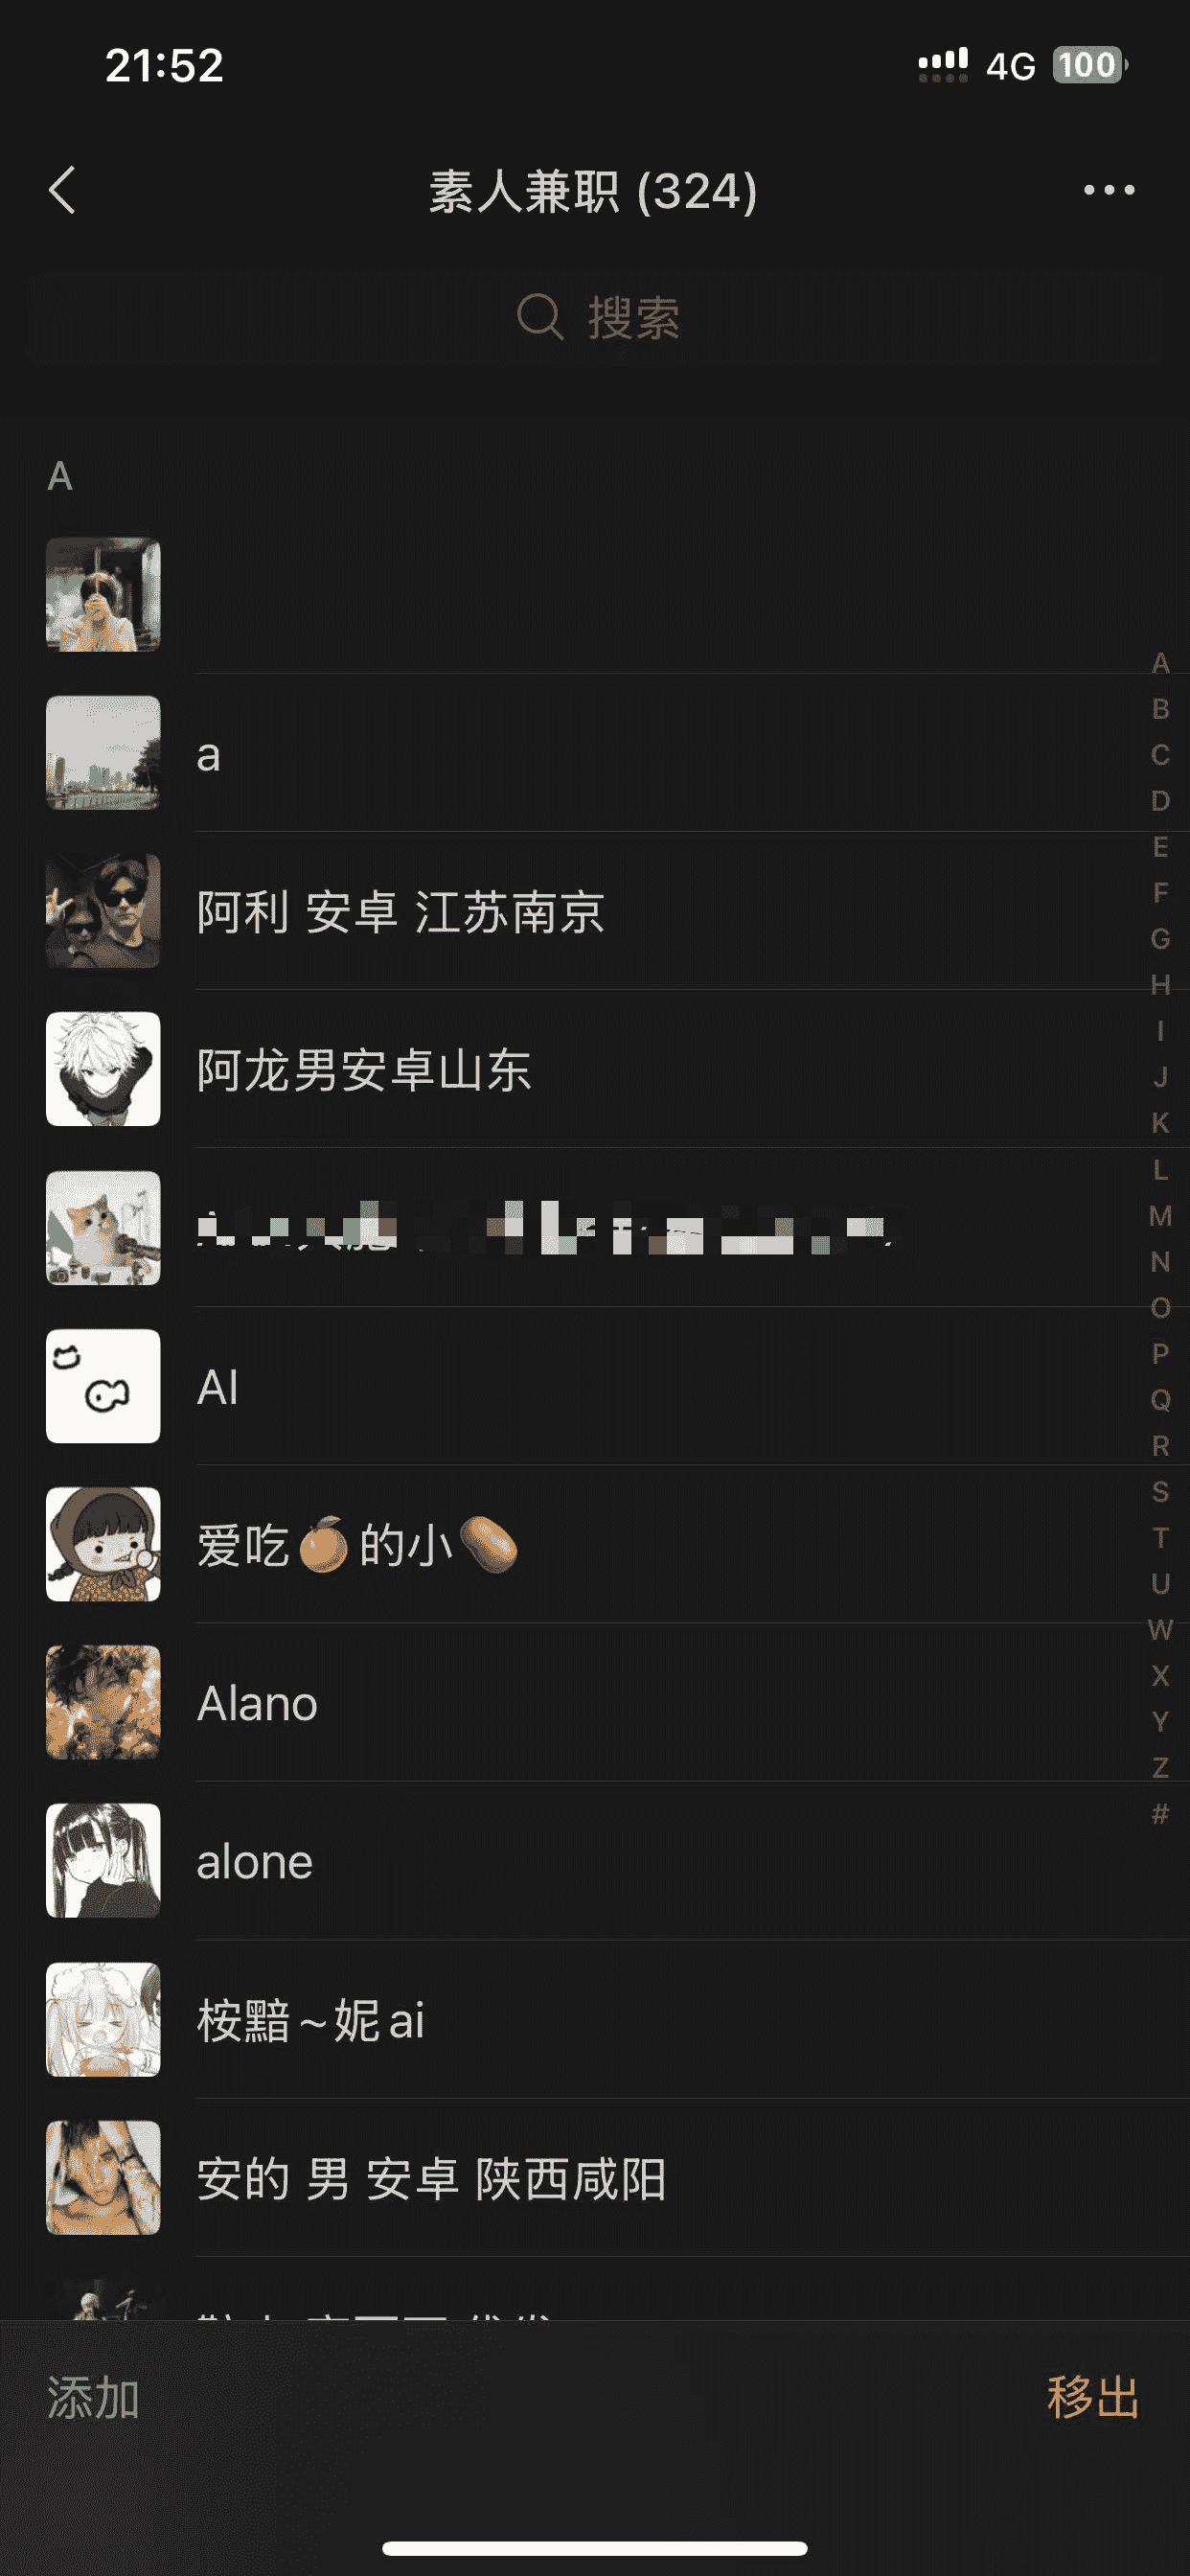 21:52
4G 100
素人兼职 (324)
搜索
A
a
阿利 安卓 江苏南京
阿龙男安卓山东
AI
爱吃🍊的小🥔
Alano
alone
桉黯~妮ai
安的 男 安卓 陕西咸阳
A
B
C
D
E
F
G
H
I
J
K
L
M
N
O
P
Q
R
S
T
U
W
X
Y
Z
#
添加
移出